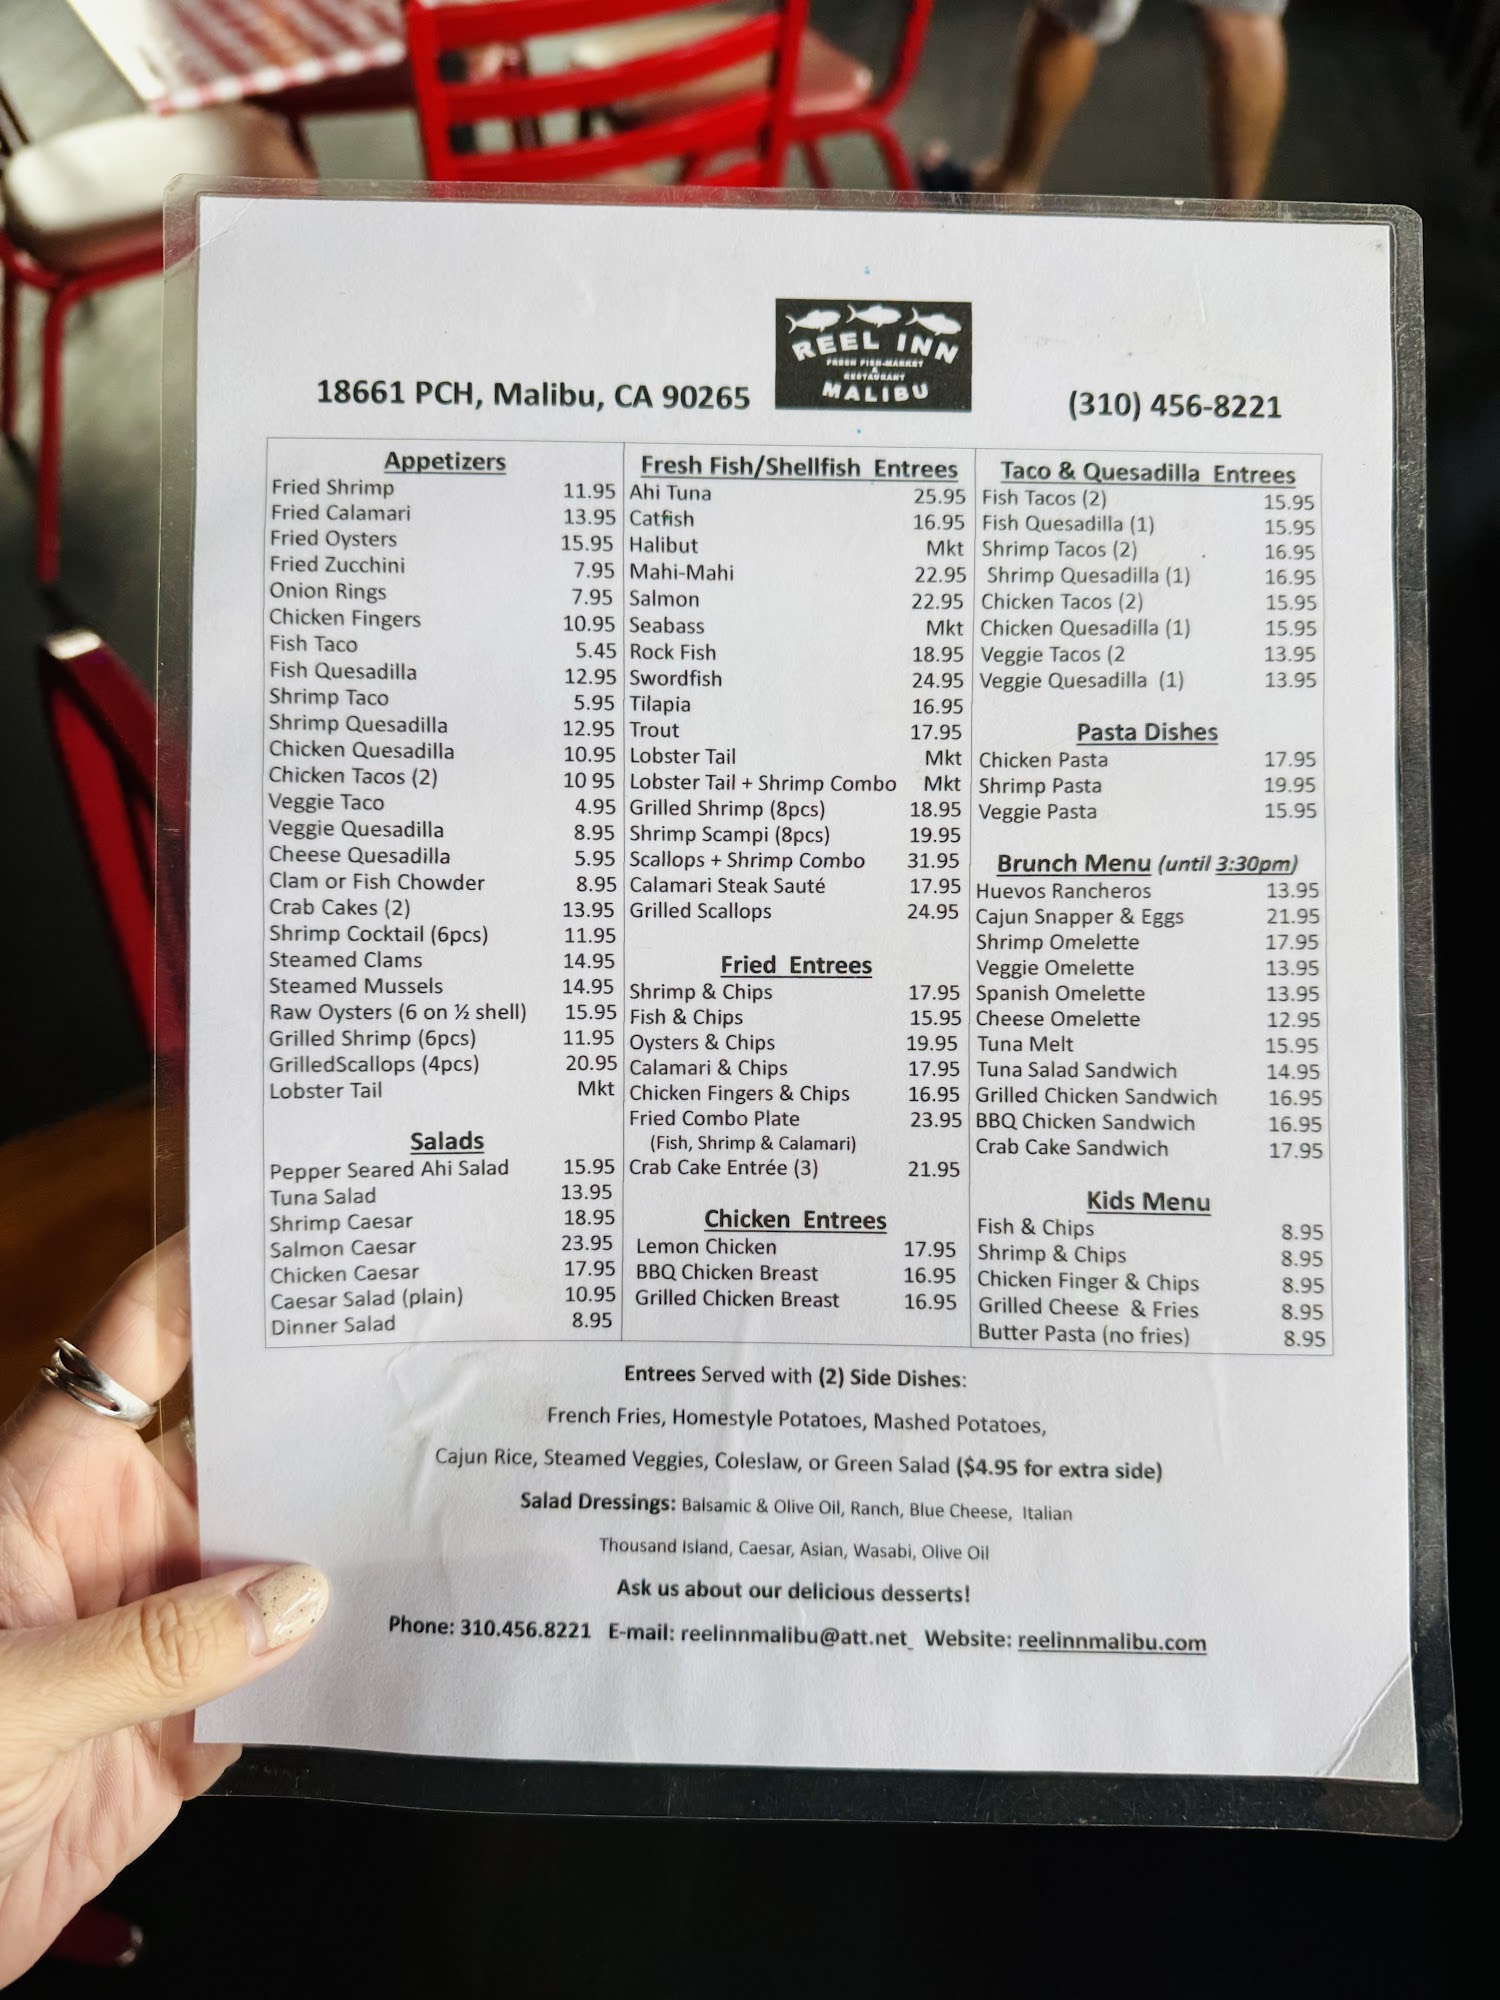 REEL INN
FRESH FISH-MARKET
&
RESTAURANT
MALIBU
18661 PCH, Malibu, CA 90265
(310) 456-8221
Appetizers
Fried Shrimp 11.95
Fried Calamari 13.95
Fried Oysters 15.95
Fried Zucchini 7.95
Onion Rings 7.95
Chicken Fingers 10.95
Fish Taco 5.45
Fish Quesadilla 12.95
Shrimp Taco 5.95
Shrimp Quesadilla 12.95
Chicken Quesadilla 10.95
Chicken Tacos (2) 10 95
Veggie Taco 4.95
Veggie Quesadilla 8.95
Cheese Quesadilla 5.95
Clam or Fish Chowder 8.95
Crab Cakes (2) 13.95
Shrimp Cocktail (6pcs) 11.95
Steamed Clams 14.95
Steamed Mussels 14.95
Raw Oysters (6 on ½ shell) 15.95
Grilled Shrimp (6pcs) 11.95
GrilledScallops (4pcs) 20.95
Lobster Tail Mkt
Salads
Pepper Seared Ahi Salad 15.95
Tuna Salad 13.95
Shrimp Caesar 18.95
Salmon Caesar 23.95
Chicken Caesar 17.95
Caesar Salad (plain) 10.95
Dinner Salad 8.95
Fresh Fish/Shellfish Entrees
Ahi Tuna 25.95
Catfish 16.95
Halibut Mkt
Mahi-Mahi 22.95
Salmon 22.95
Seabass Mkt
Rock Fish 18.95
Swordfish 24.95
Tilapia 16.95
Trout 17.95
Lobster Tail Mkt
Lobster Tail + Shrimp Combo Mkt
Grilled Shrimp (8pcs) 18.95
Shrimp Scampi (8pcs) 19.95
Scallops + Shrimp Combo 31.95
Calamari Steak Sauté 17.95
Grilled Scallops 24.95
Fried Entrees
Shrimp & Chips 17.95
Fish & Chips 15.95
Oysters & Chips 19.95
Calamari & Chips 17.95
Chicken Fingers & Chips 16.95
Fried Combo Plate 23.95
(Fish, Shrimp & Calamari)
Crab Cake Entrée (3) 21.95
Chicken Entrees
Lemon Chicken 17.95
BBQ Chicken Breast 16.95
Grilled Chicken Breast 16.95
Taco & Quesadilla Entrees
Fish Tacos (2) 15.95
Fish Quesadilla (1) 15.95
Shrimp Tacos (2) 16.95
Shrimp Quesadilla (1) 16.95
Chicken Tacos (2) 15.95
Chicken Quesadilla (1) 15.95
Veggie Tacos (2 13.95
Veggie Quesadilla (1) 13.95
Pasta Dishes
Chicken Pasta 17.95
Shrimp Pasta 19.95
Veggie Pasta 15.95
Brunch Menu (until 3:30pm)
Huevos Rancheros 13.95
Cajun Snapper & Eggs 21.95
Shrimp Omelette 17.95
Veggie Omelette 13.95
Spanish Omelette 13.95
Cheese Omelette 12.95
Tuna Melt 15.95
Tuna Salad Sandwich 14.95
Grilled Chicken Sandwich 16.95
BBQ Chicken Sandwich 16.95
Crab Cake Sandwich 17.95
Kids Menu
Fish & Chips 8.95
Shrimp & Chips 8.95
Chicken Finger & Chips 8.95
Grilled Cheese & Fries 8.95
Butter Pasta (no fries) 8.95
Entrees Served with (2) Side Dishes:
French Fries, Homestyle Potatoes, Mashed Potatoes,
Cajun Rice, Steamed Veggies, Coleslaw, or Green Salad ($4.95 for extra side)
Salad Dressings: Balsamic & Olive Oil, Ranch, Blue Cheese, Italian
Thousand Island, Caesar, Asian, Wasabi, Olive Oil
Ask us about our delicious desserts!
Phone: 310.456.8221 E-mail: reelinnmalibu@att.net Website: reelinnmalibu.com